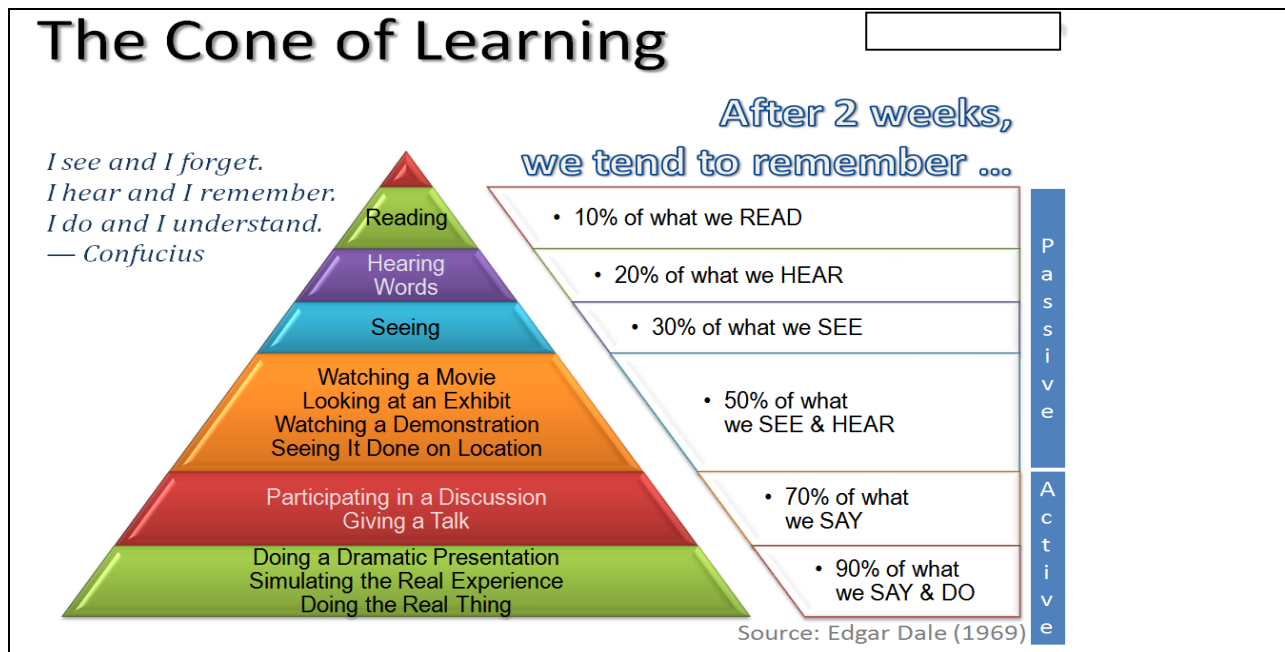 The Cone of Learning
After 2 weeks,
we tend to remember ...
I see and I forget.
I hear and I remember.
I do and I understand.
— Confucius
Reading
• 10% of what we READ
Hearing
Words
• 20% of what we HEAR
Seeing
• 30% of what we SEE
Watching a Movie
Looking at an Exhibit
Watching a Demonstration
Seeing It Done on Location
• 50% of what
we SEE & HEAR
Participating in a Discussion
Giving a Talk
• 70% of what
we SAY
Doing a Dramatic Presentation
Simulating the Real Experience
Doing the Real Thing
• 90% of what
we SAY & DO
Passive
Active
Source: Edgar Dale (1969)